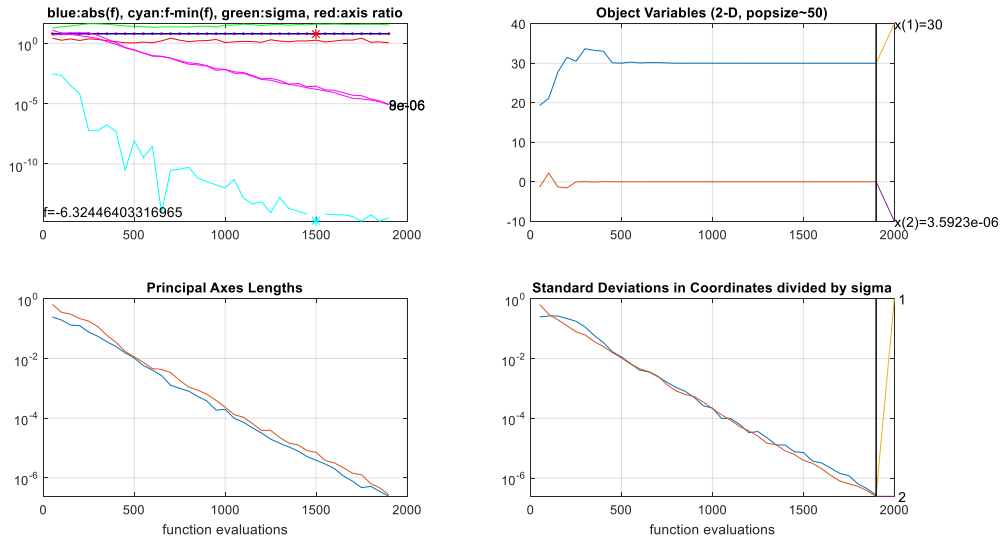 blue:abs(f), cyan:f-min(f), green:sigma, red:axis ratio
10^0
10^-5
10^-10
f=-6.32446403316965
0 500 1000 1500 2000
Object Variables (2-D, popsize~50)
40
30
20
10
0
-10
x(1)=30
x(2)=3.5923e-06
0 500 1000 1500 2000
Principal Axes Lengths
10^0
10^-2
10^-4
10^-6
0 500 1000 1500 2000
function evaluations
Standard Deviations in Coordinates divided by sigma
10^0
10^-2
10^-4
10^-6
1
2
0 500 1000 1500 2000
function evaluations